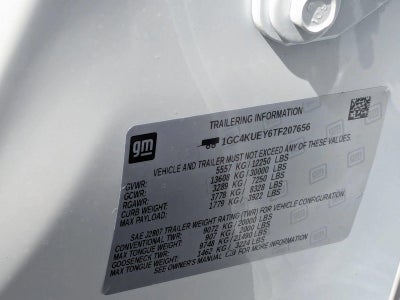 TRAILERING INFORMATION
gm
1GC4KUEY6TF207656
VEHICLE AND TRAILER MUST NOT EXCEED ANY OF THESE VALUES.
GVWR: 5557 KG / 12250 LBS
GCWR: 13608 KG / 30000 LBS
RGAWR: 3289 KG / 7250 LBS
CURB WEIGHT: 3778 KG / 8328 LBS
MAX PAYLOAD: 1779 KG / 3922 LBS
SAE J2807 TRAILER WEIGHT RATING (TWR) FOR VEHICLE CONFIGURATION.
CONVENTIONAL TWR: 9072 KG / 20000 LBS
MAX TONGUE WEIGHT: 907 KG / 2000 LBS
GOOSENECK TWR: 9748 KG / 21490 LBS
MAX TONGUE WEIGHT: 1462 KG / 3224 LBS
SEE OWNER'S MANUAL FOR MORE INFORMATION